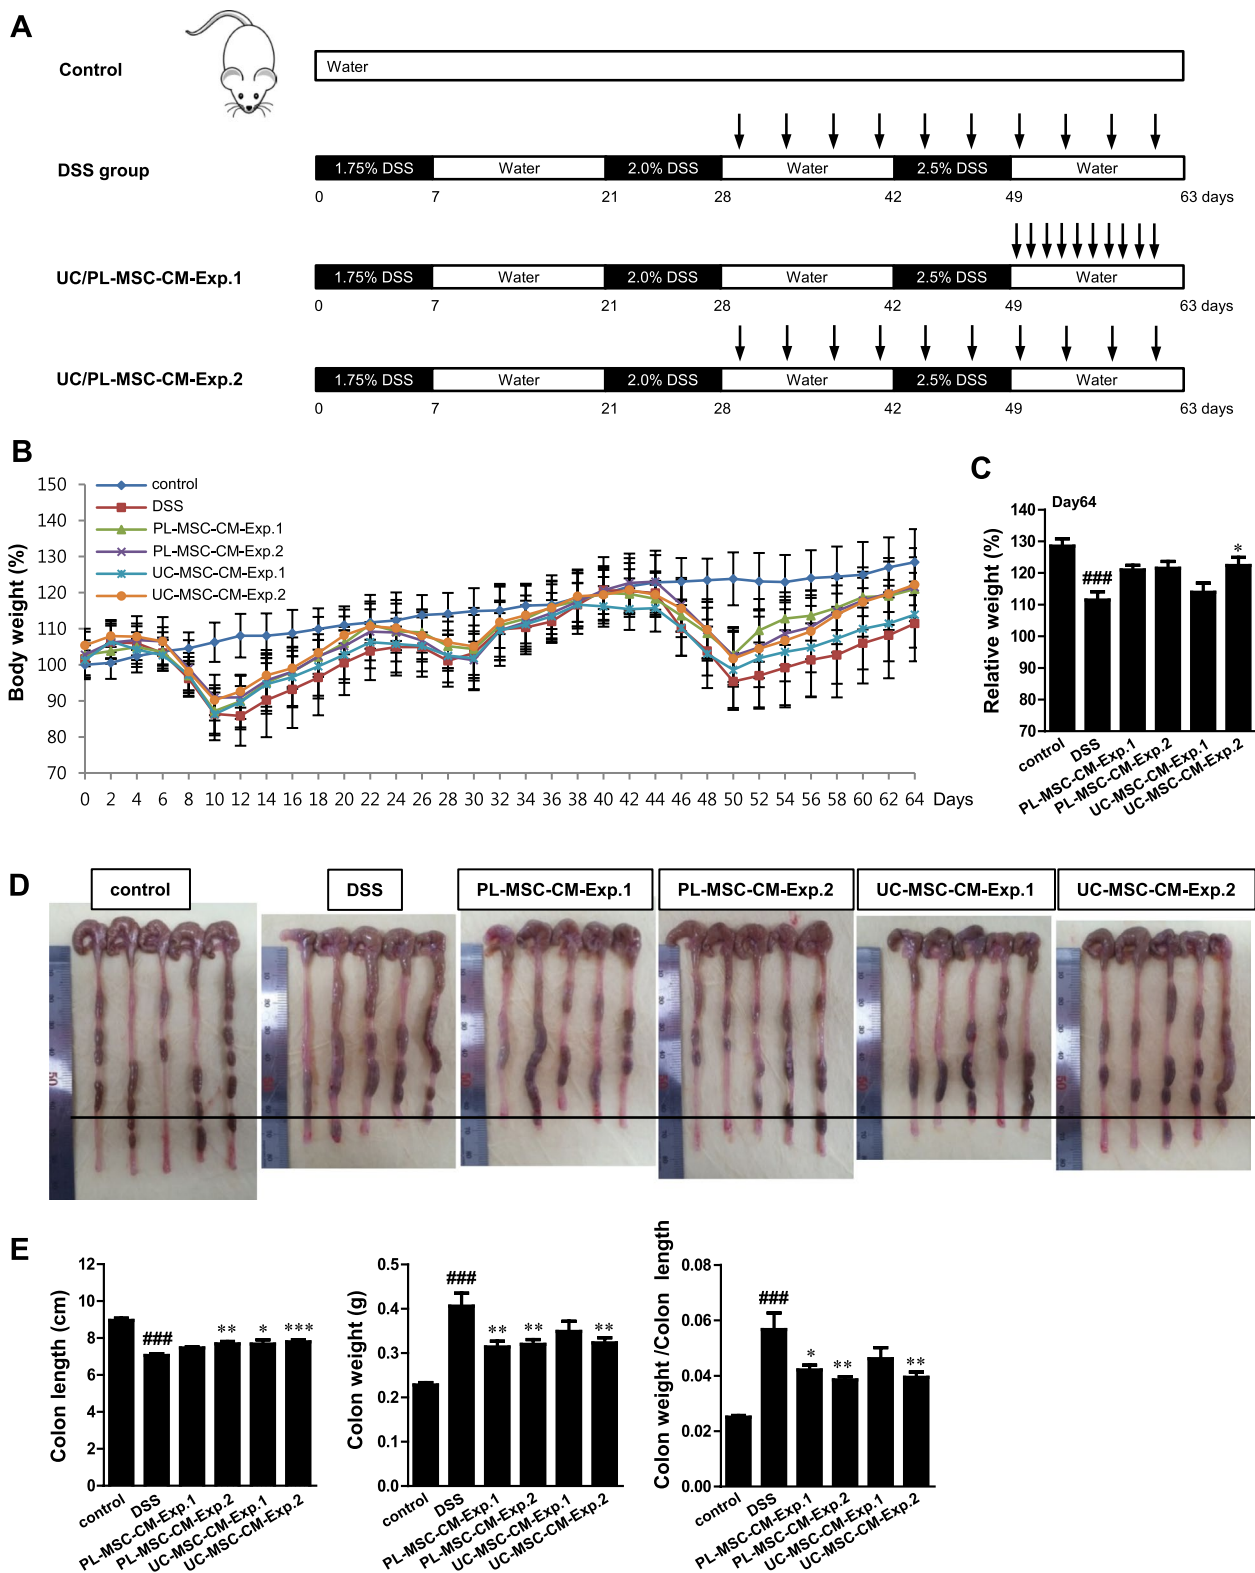 A
Control
Water
DSS group
1.75% DSS
Water
2.0% DSS
Water
2.5% DSS
Water
0
7
21
28
42
49
63 days
UC/PL-MSC-CM-Exp.1
1.75% DSS
Water
2.0% DSS
Water
2.5% DSS
Water
0
7
21
28
42
49
63 days
UC/PL-MSC-CM-Exp.2
1.75% DSS
Water
2.0% DSS
Water
2.5% DSS
Water
0
7
21
28
42
49
63 days
B
Body weight (%)
150
140
130
120
110
100
90
80
70
control
DSS
PL-MSC-CM-Exp.1
PL-MSC-CM-Exp.2
UC-MSC-CM-Exp.1
UC-MSC-CM-Exp.2
0 2 4 6 8 10 12 14 16 18 20 22 24 26 28 30 32 34 36 38 40 42 44 46 48 50 52 54 56 58 60 62 64 Days
C
Day64
Relative weight (%)
140
130
120
110
100
90
80
70
###
*
control
DSS
PL-MSC-CM-Exp.1
PL-MSC-CM-Exp.2
UC-MSC-CM-Exp.1
UC-MSC-CM-Exp.2
D
control
DSS
PL-MSC-CM-Exp.1
PL-MSC-CM-Exp.2
UC-MSC-CM-Exp.1
UC-MSC-CM-Exp.2
E
Colon length (cm)
12
10
8
6
4
2
0
###
**
*
***
control
DSS
PL-MSC-CM-Exp.1
PL-MSC-CM-Exp.2
UC-MSC-CM-Exp.1
UC-MSC-CM-Exp.2
Colon weight (g)
0.5
0.4
0.3
0.2
0.1
0.0
###
**
**
**
control
DSS
PL-MSC-CM-Exp.1
PL-MSC-CM-Exp.2
UC-MSC-CM-Exp.1
UC-MSC-CM-Exp.2
Colon weight /Colon length
0.08
0.06
0.04
0.02
0.00
###
*
**
**
control
DSS
PL-MSC-CM-Exp.1
PL-MSC-CM-Exp.2
UC-MSC-CM-Exp.1
UC-MSC-CM-Exp.2